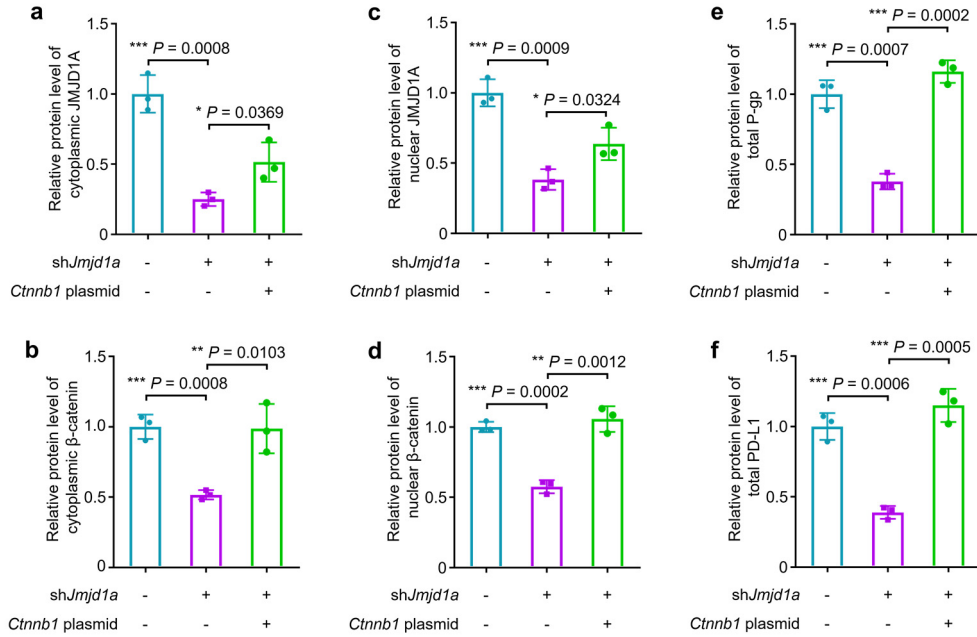 a
Relative protein level of
cytoplasmic JMJD1A
1.5
1.0
0.5
0
*** P = 0.0008
* P = 0.0369
shJmjd1a - + +
Ctnnb1 plasmid - - +
c
Relative protein level of
nuclear JMJD1A
1.5
1.0
0.5
0
*** P = 0.0009
* P = 0.0324
- + +
- - +
e
Relative protein level of
total P-gp
1.5
1.0
0.5
0
*** P = 0.0002
*** P = 0.0007
shJmjd1a - + +
Ctnnb1 plasmid - - +
b
Relative protein level of
cytoplasmic β-catenin
1.5
1.0
0.5
0
** P = 0.0103
*** P = 0.0008
shJmjd1a - + +
Ctnnb1 plasmid - - +
d
Relative protein level of
nuclear β-catenin
1.5
1.0
0.5
0
** P = 0.0012
*** P = 0.0002
- + +
- - +
f
Relative protein level of
total PD-L1
1.5
1.0
0.5
0
*** P = 0.0005
*** P = 0.0006
shJmjd1a - + +
Ctnnb1 plasmid - - +